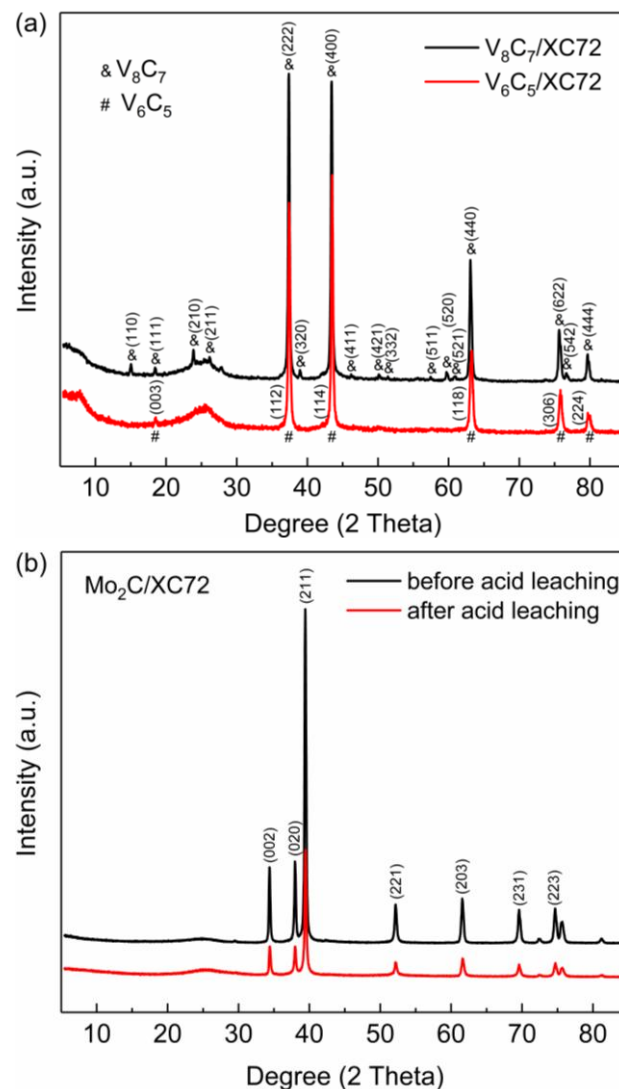 (a)
& V₈C₇
# V₆C₅
V₈C₇/XC72
V₆C₅/XC72
&(110)
&(111)
&(210)
&(211)
&(222)
&(320)
&(400)
&(411)
&(421)
&(332)
&(511)
&(520)
&(521)
&(440)
&(622)
&(542)
&(444)
(003)
(112)
(114)
(118)
(306)
(224)
# # # # # #
Intensity (a.u.)
10 20 30 40 50 60 70 80
Degree (2 Theta)
(b)
Mo₂C/XC72
before acid leaching
after acid leaching
(002)
(020)
(211)
(221)
(203)
(231)
(223)
Intensity (a.u.)
10 20 30 40 50 60 70 80
Degree (2 Theta)